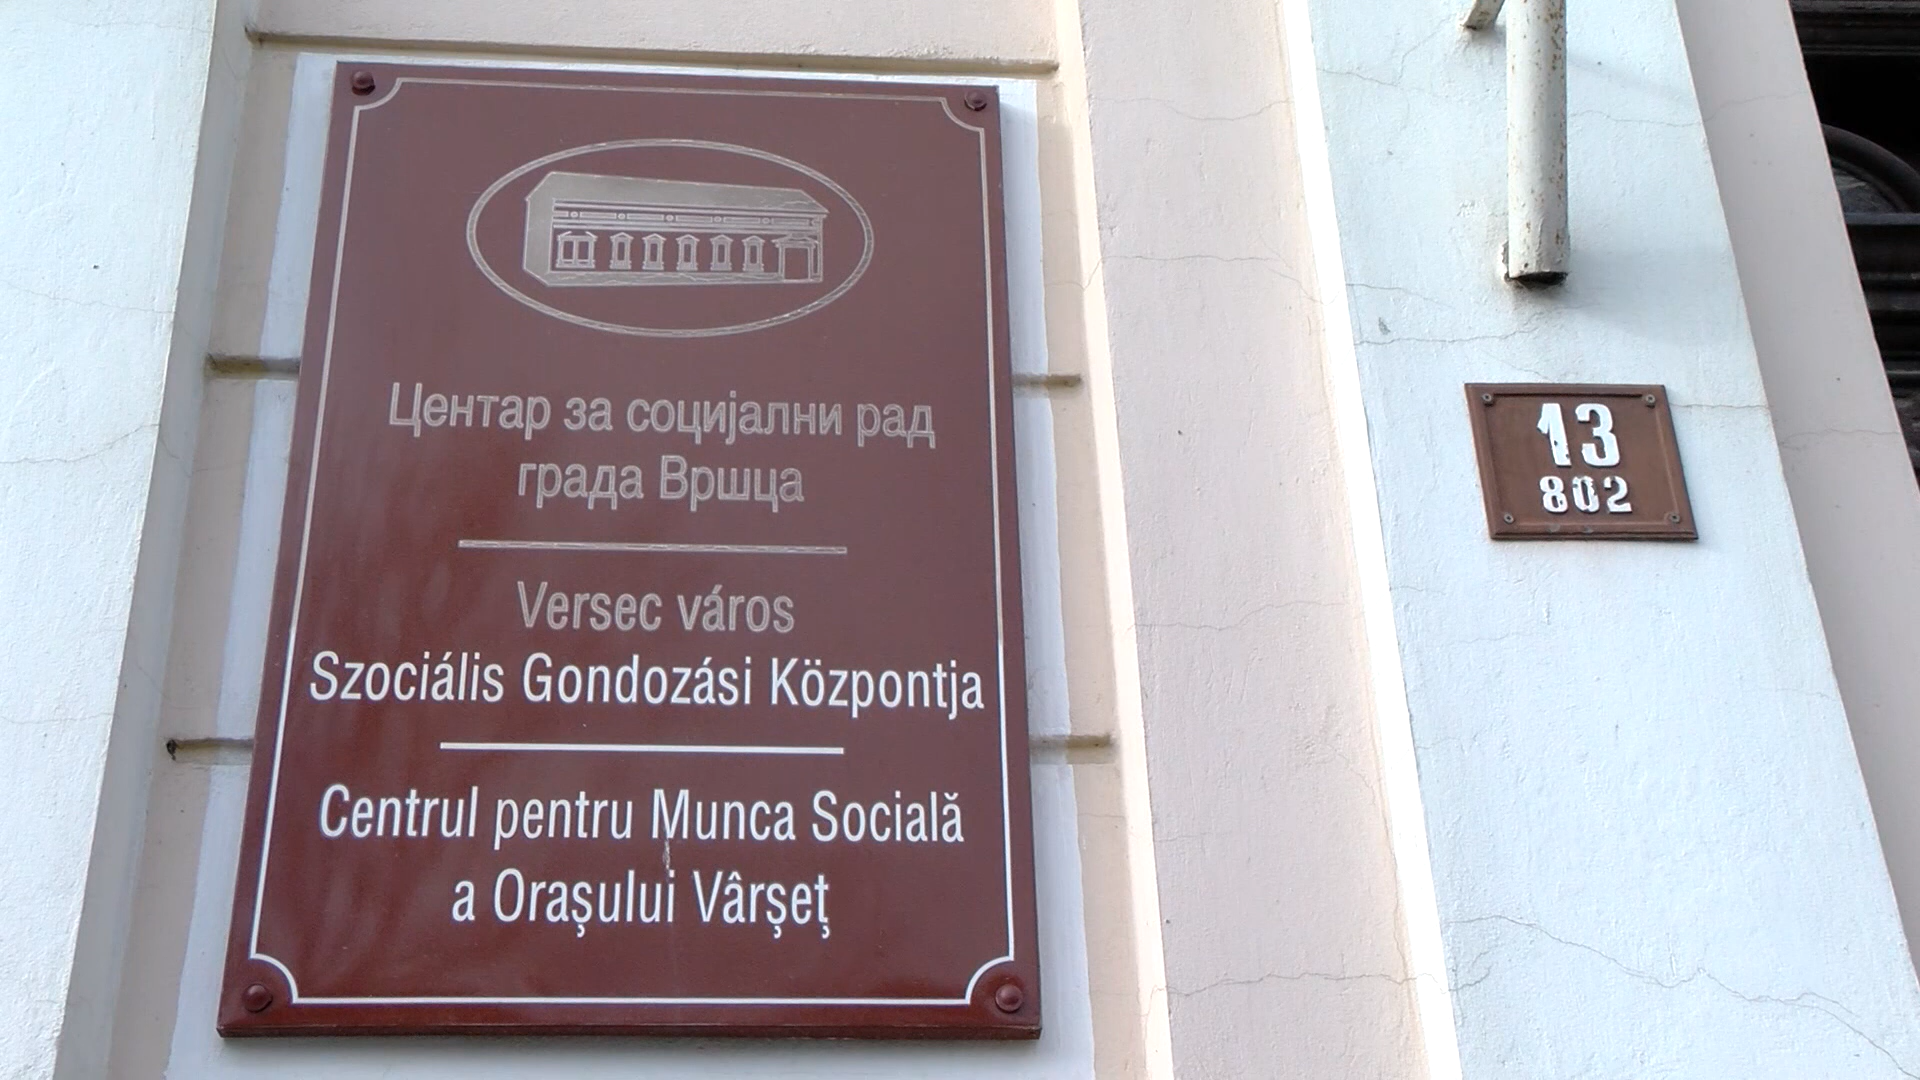 Центар за социјални рад
града Вршца
Versec város
Szociális Gondozási Központja
Centrul pentru Munca Socială
a Orașului Vârșeț
13
802